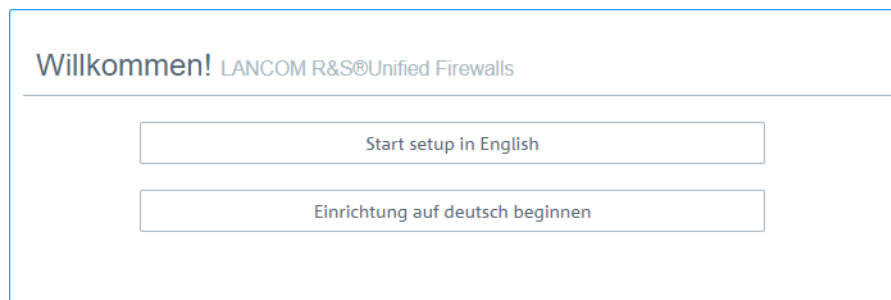 Willkommen! LANCOM R&S®Unified Firewalls
Start setup in English
Einrichtung auf deutsch beginnen